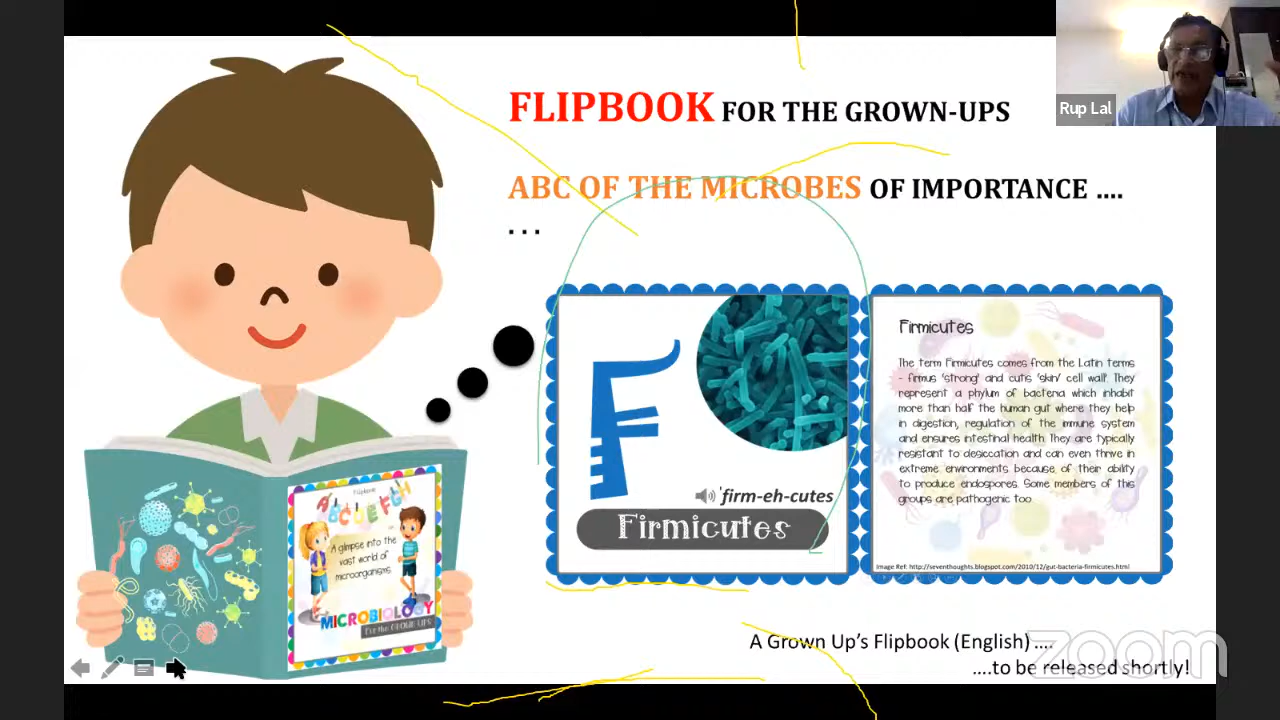 FLIPBOOK FOR THE GROWN-UPS
ABC OF THE MICROBES OF IMPORTANCE ....
...
Rup Lal
F
'firm-eh-cutes
Firmicutes
Firmicutes
The term Firmicutes comes from the Latin terms
- firmus 'strong' and cutis 'skin' cell wall. They
represent a phylum of bacteria which inhabit
more than half the human gut where they help
in digestion, regulation of the immune system
and ensures intestinal health. They are typically
resistant to desiccation and can even thrive in
extreme environments because of their ability
to produce endospores. Some members of this
groups are pathogenic too
Image Ref: http://seventhoughts.blogspot.com/2010/12/gut-bacteria-firmicutes.html
Flipbook
ABCDEFGH
A glimpse into the
vast world of
microorganisms
MICROBIOLOGY
For the GROWN UPS
A Grown Up's Flipbook (English) ....
....to be released shortly!
zoom